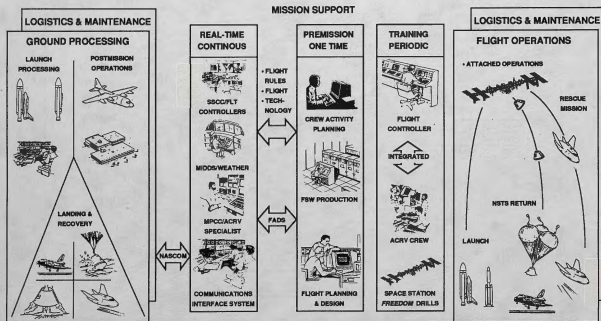 MISSION SUPPORT
LOGISTICS & MAINTENANCE
GROUND PROCESSING
LAUNCH
PROCESSING
POSTMISSION
OPERATIONS
LANDING &
RECOVERY
NASCOM
REAL-TIME
CONTINOUS
SSCC/FLT
CONTROLLERS
MIDDS/WEATHER
MPCC/ACRV
SPECIALIST
COMMUNICATIONS
INTERFACE SYSTEM
• FLIGHT
RULES
• FLIGHT
• TECH-
NOLOGY
FADS
PREMISSION
ONE TIME
CREW ACTIVITY
PLANNING
FSW PRODUCTION
FLIGHT PLANNING
& DESIGN
TRAINING
PERIODIC
FLIGHT
CONTROLLER
INTEGRATED
ACRV CREW
SPACE STATION
FREEDOM DRILLS
LOGISTICS & MAINTENANCE
FLIGHT OPERATIONS
• ATTACHED OPERATIONS
RESCUE
MISSION
NSTS RETURN
LAUNCH